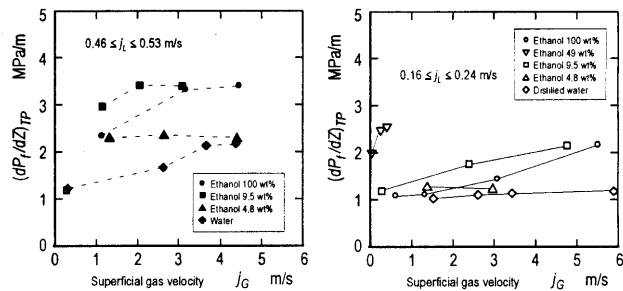 (dP_f/dZ)_TP MPa/m
5
4
3
2
1
0
0.46 ≤ j_L ≤ 0.53 m/s
Ethanol 100 wt%
Ethanol 9.5 wt%
Ethanol 4.8 wt%
Water
0 1 2 3 4 5 6
Superficial gas velocity j_G m/s
(dP_f/dZ)_TP MPa/m
5
4
3
2
1
0
0.16 ≤ j_L ≤ 0.24 m/s
Ethanol 100 wt%
Ethanol 49 wt%
Ethanol 9.5 wt%
Ethanol 4.8 wt%
Distilled water
0 1 2 3 4 5 6
Superficial gas velocity j_G m/s